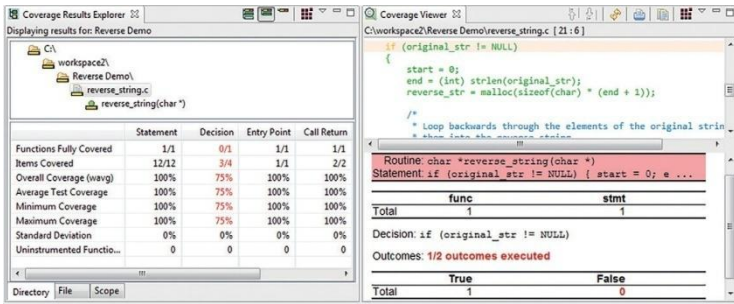 Coverage Results Explorer
Displaying results for: Reverse Demo
C:\
workspace2\
Reverse Demo\
reverse_string.c
reverse_string(char *)
Statement Decision Entry Point Call Return
Functions Fully Covered 1/1 0/1 1/1 1/1
Items Covered 12/12 3/4 1/1 2/2
Overall Coverage (wavg) 100% 75% 100% 100%
Average Test Coverage 100% 75% 100% 100%
Minimum Coverage 100% 75% 100% 100%
Maximum Coverage 100% 75% 100% 100%
Standard Deviation 0% 0% 0% 0%
Uninstrumented Functio... 0 0 0 0
Directory File Scope
Coverage Viewer
C:\workspace2\Reverse Demo\reverse_string.c [ 21 : 6 ]
if (original_str != NULL)
{
start = 0;
end = (int) strlen(original_str);
reverse_str = malloc(sizeof(char) * (end + 1));
/*
* Loop backwards through the elements of the original strin
* then into the reverse string
Routine: char *reverse_string(char *)
Statement: if (original_str != NULL) { start = 0; e ...
func stmt
Total 1 1
Decision: if (original_str != NULL)
Outcomes: 1/2 outcomes executed
True False
Total 1 0